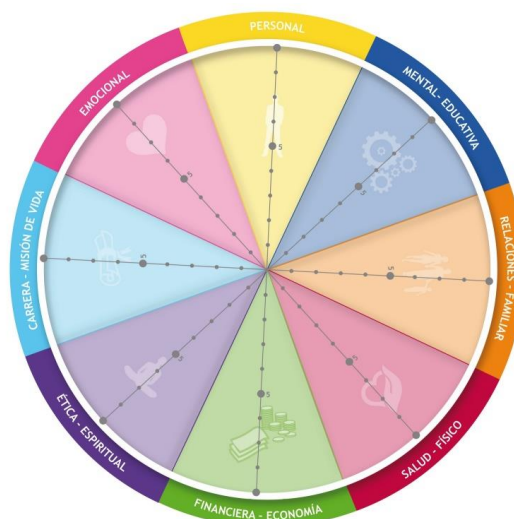 PERSONAL
MENTAL- EDUCATIVA
RELACIONES - FAMILIAR
SALUD - FÍSICO
FINANCIERA - ECONOMÍA
ÉTICA - ESPIRITUAL
CARRERA - MISIÓN DE VIDA
EMOCIONAL
5
5
5
5
5
5
5
5